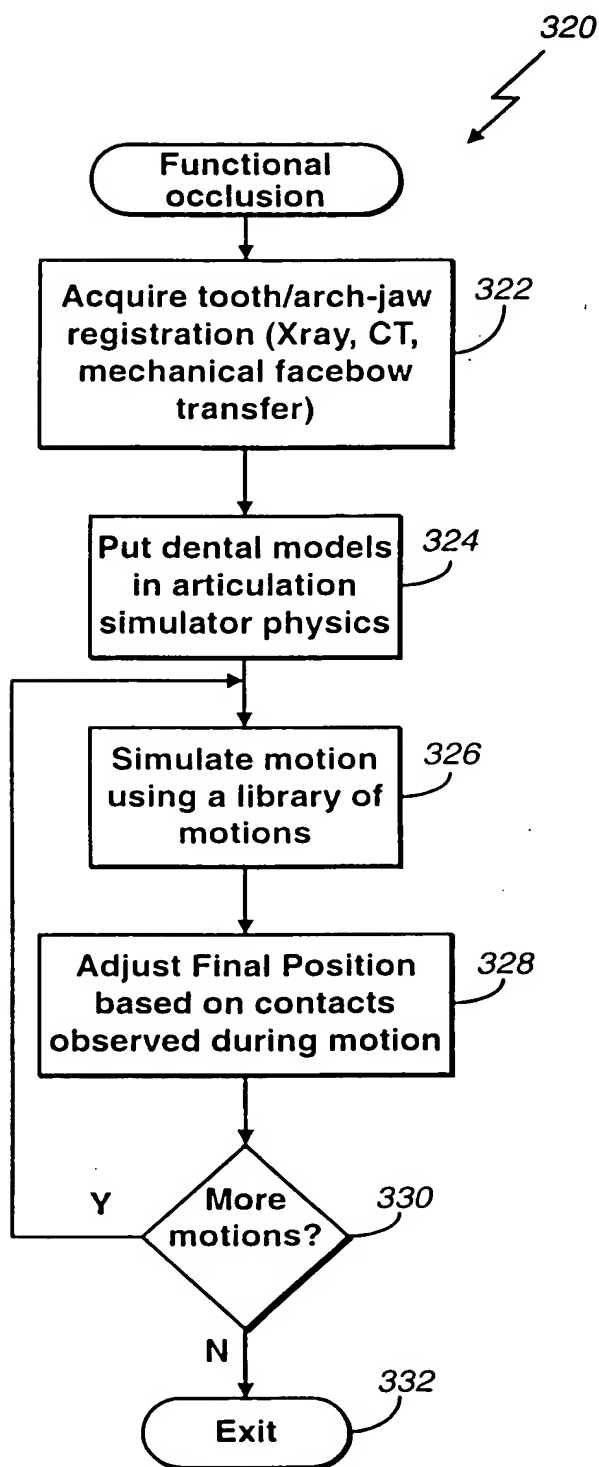 320
Functional
occlusion
Acquire tooth/arch-jaw
registration (Xray, CT,
mechanical facebow
transfer)
322
Put dental models
in articulation
simulator physics
324
Simulate motion
using a library of
motions
326
Adjust Final Position
based on contacts
observed during motion
328
More
motions?
330
Y
N
Exit
332